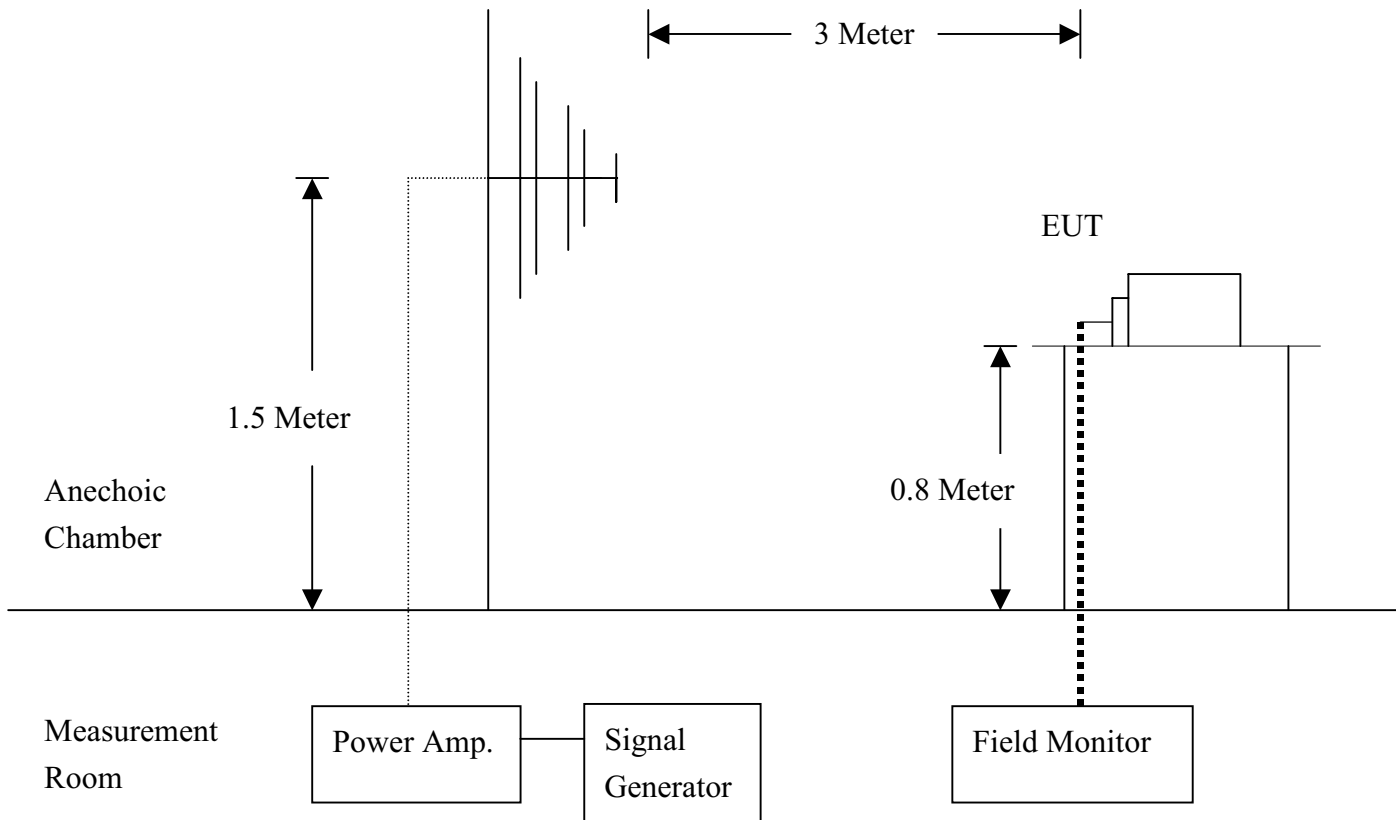 3 Meter
EUT
1.5 Meter
0.8 Meter
Anechoic
Chamber
Measurement
Room
Power Amp.
Signal
Generator
Field Monitor